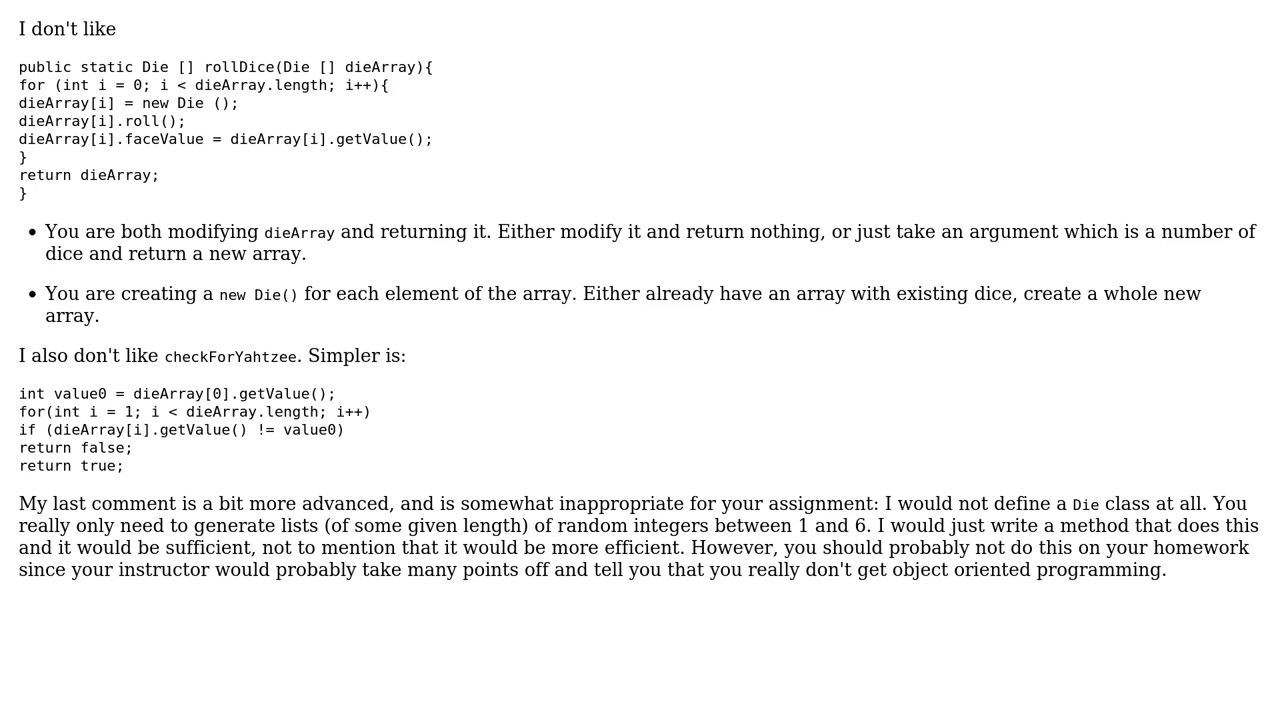 I don't like
public static Die [] rollDice(Die [] dieArray){
for (int i = 0; i < dieArray.length; i++){
dieArray[i] = new Die ();
dieArray[i].roll();
dieArray[i].faceValue = dieArray[i].getValue();
}
return dieArray;
}
• You are both modifying dieArray and returning it. Either modify it and return nothing, or just take an argument which is a number of
dice and return a new array.
• You are creating a new Die() for each element of the array. Either already have an array with existing dice, create a whole new
array.
I also don't like checkForYahtzee. Simpler is:
int value0 = dieArray[0].getValue();
for(int i = 1; i < dieArray.length; i++)
if (dieArray[i].getValue() != value0)
return false;
return true;
My last comment is a bit more advanced, and is somewhat inappropriate for your assignment: I would not define a Die class at all. You
really only need to generate lists (of some given length) of random integers between 1 and 6. I would just write a method that does this
and it would be sufficient, not to mention that it would be more efficient. However, you should probably not do this on your homework
since your instructor would probably take many points off and tell you that you really don't get object oriented programming.